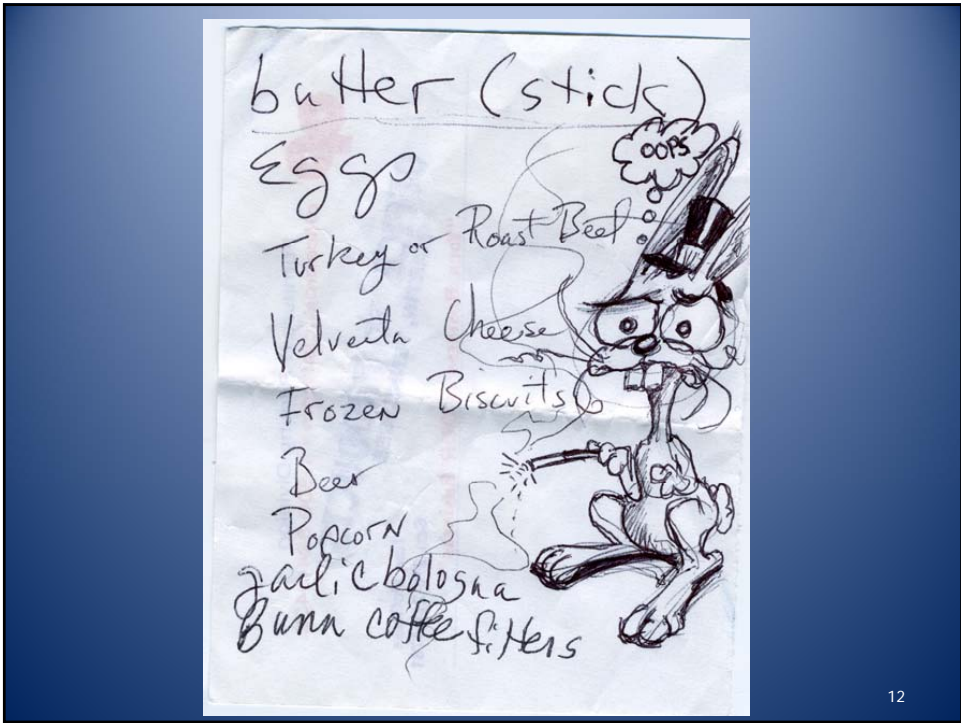 butter (stick)
OOPS
Eggs
Turkey or Roast Beef
Velveeta Cheese
Frozen Biscuits
Beer
Popcorn
garlic bologna
Bunn coffee filters
12